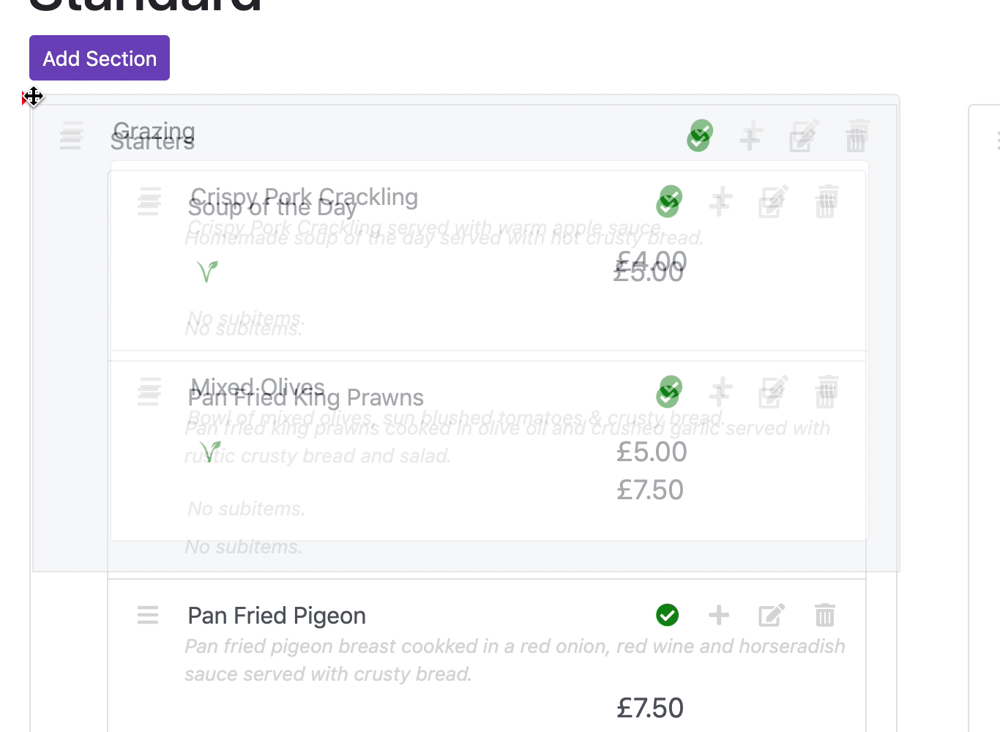 Standard
Add Section
Grazing
Starters
Crispy Pork Crackling
Soup of the Day
Crispy Pork Crackling served with warm apple sauce.
Homemade soup of the day served with hot crusty bread.
£4.00
£5.00
No subitems.
No subitems.
Mixed Olives
Pan Fried King Prawns
Bowl of mixed olives, sun blushed tomatoes & crusty bread.
Pan fried king prawns cooked in olive oil and crushed garlic served with
rustic crusty bread and salad.
£5.00
£7.50
No subitems.
No subitems.
Pan Fried Pigeon
Pan fried pigeon breast cookked in a red onion, red wine and horseradish
sauce served with crusty bread.
£7.50